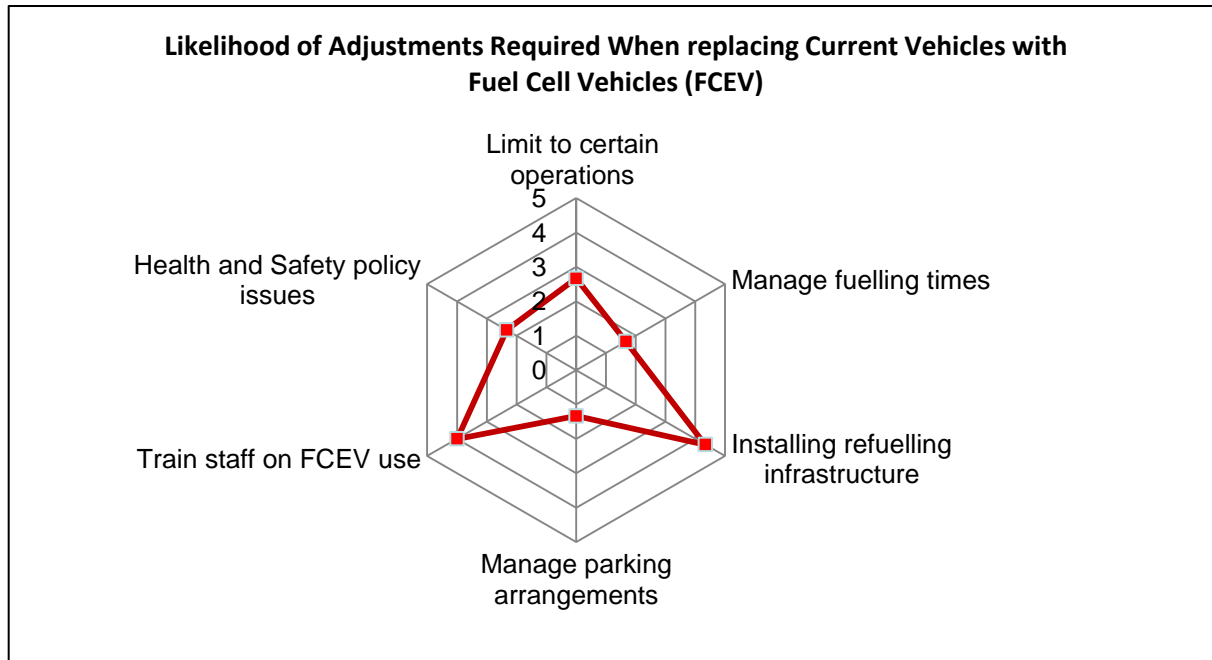 Likelihood of Adjustments Required When replacing Current Vehicles with
Fuel Cell Vehicles (FCEV)
Limit to certain
operations
5
4
3
2
1
0
Manage fuelling times
Installing refuelling
infrastructure
Manage parking
arrangements
Train staff on FCEV use
Health and Safety policy
issues